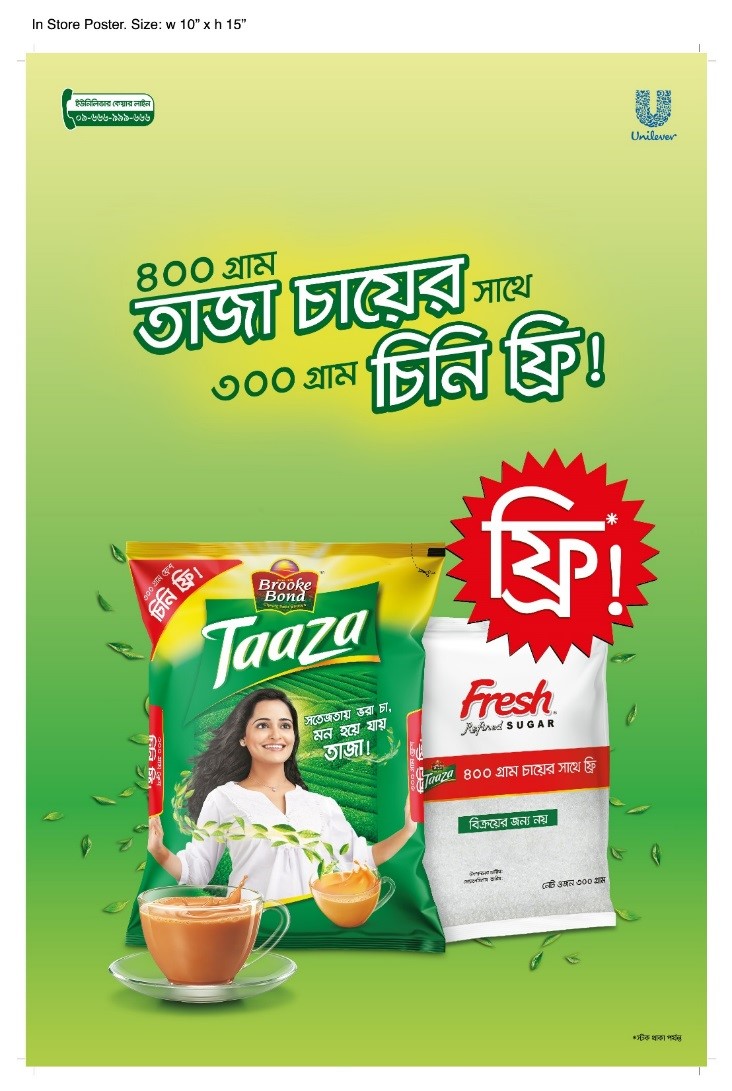 In Store Poster. Size: w 10” x h 15”
ইউনিলিভার কেয়ার লাইন
০৯-৬৬৬-৯৯৯-৬৬৬
Unilever
৪০০ গ্রাম
তাজা চায়ের সাথে
৩০০ গ্রাম চিনি ফ্রি!
ফ্রি*!
৩০০ গ্রাম ফ্রেশ
চিনি ফ্রি!
Brooke
Bond
Taaza
সতেজতায় ভরা চা,
মন হয়ে যায়
তাজা!
চিনি ফ্রি
Fresh
Refined SUGAR
Taaza ৪০০ গ্রাম চায়ের সাথে ফ্রি
বিক্রয়ের জন্য নয়
নেট ওজন ৩০০ গ্রাম
*স্টক থাকা পর্যন্ত